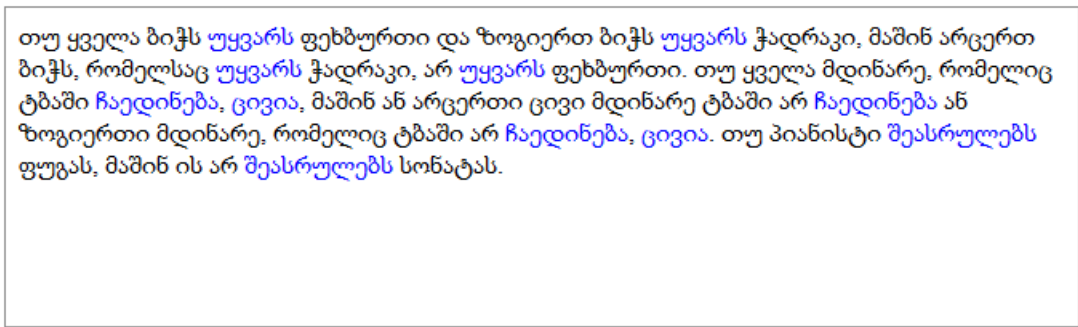 თუ ყველა ბიჭს უყვარს ფეხბურთი და ზოგიერთ ბიჭს უყვარს ჭადრაკი, მაშინ არცერთ
ბიჭს, რომელსაც უყვარს ჭადრაკი, არ უყვარს ფეხბურთი. თუ ყველა მდინარე, რომელიც
ტბაში ჩაედინება, ცივია, მაშინ ან არცერთი ცივი მდინარე ტბაში არ ჩაედინება ან
ზოგიერთი მდინარე, რომელიც ტბაში არ ჩაედინება, ცივია. თუ პიანისტი შეასრულებს
ფუგას, მაშინ ის არ შეასრულებს სონატას.